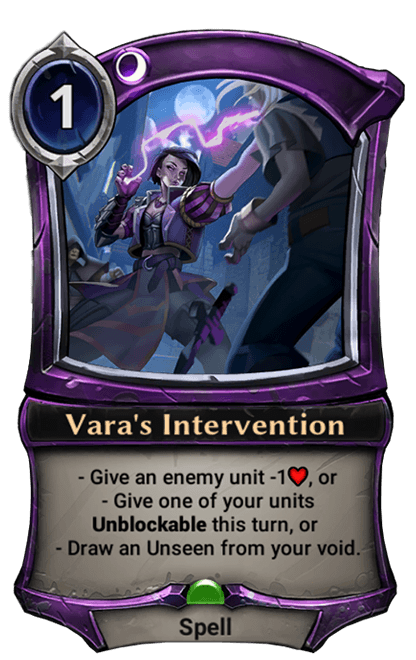 1
Vara's Intervention
- Give an enemy unit -1❤, or
- Give one of your units
Unblockable this turn, or
- Draw an Unseen from your void.
Spell